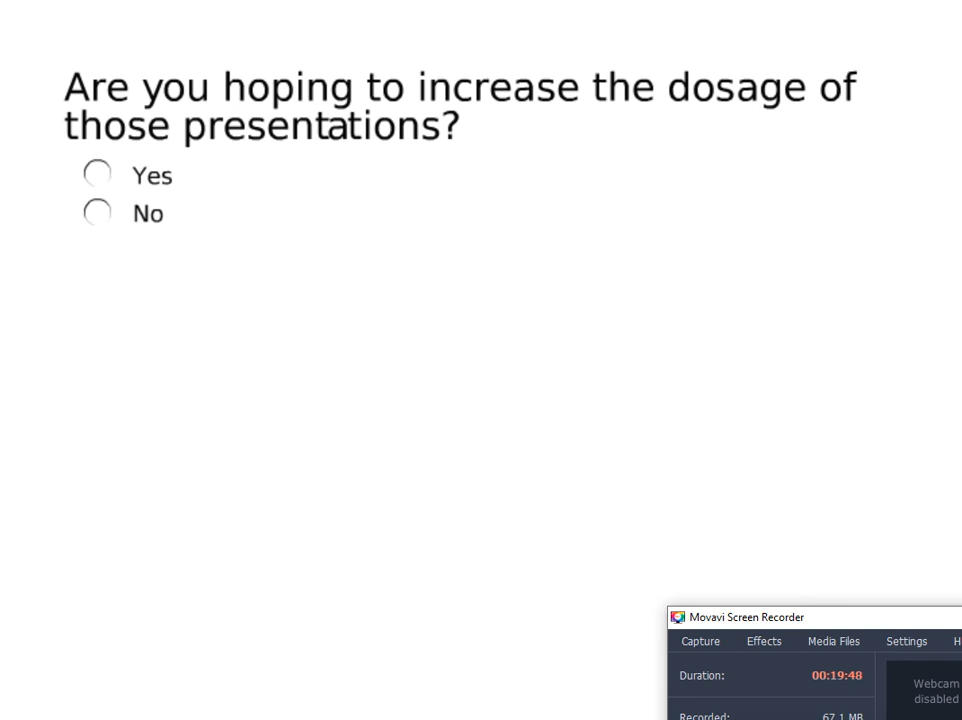 Are you hoping to increase the dosage of
those presentations?
Yes
No
Movavi Screen Recorder
Capture Effects Media Files Settings
Duration: 00:19:48
Webcam
disabled
Recorded: 67.1 MB